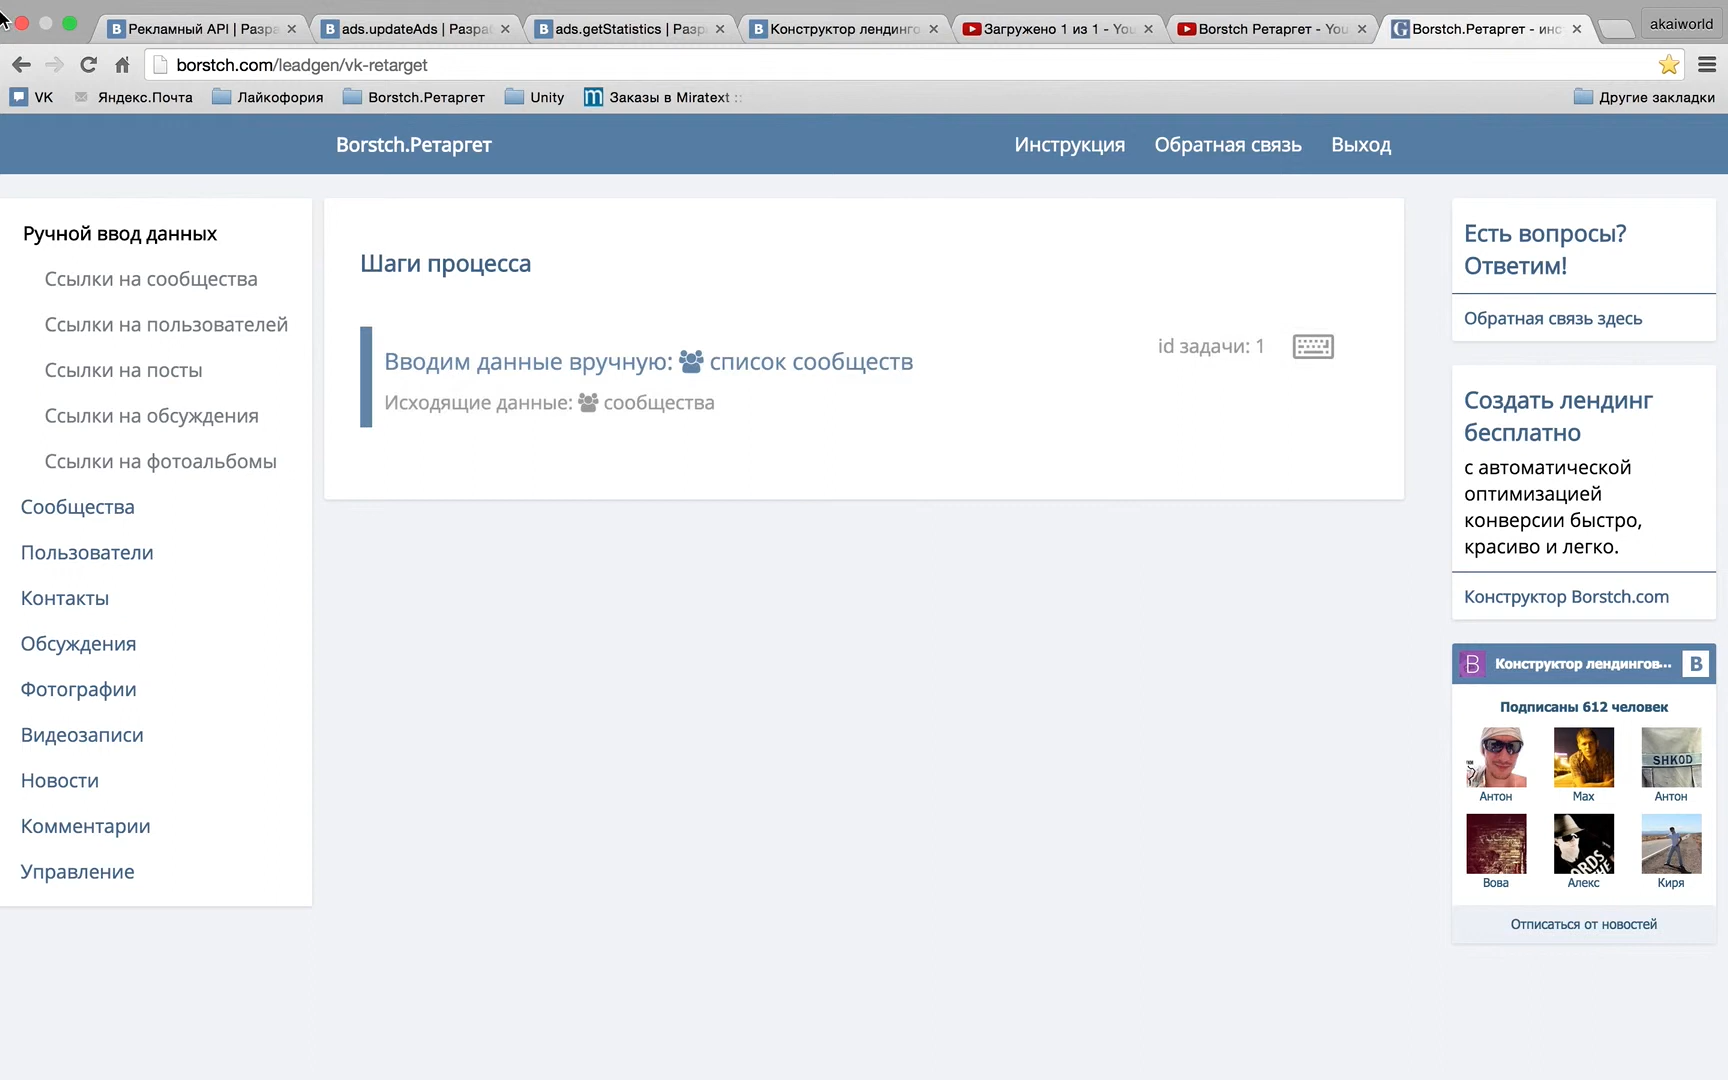 Рекламный API | Разра
ads.updateAds | Разра
ads.getStatistics | Разр
Конструктор лендинго
Загружено 1 из 1 - You
Borstch Ретаргет - You
Borstch.Ретаргет - инс
akaiworld
borstch.com/leadgen/vk-retarget
VK
Яндекс.Почта
Лайкофория
Borstch.Ретаргет
Unity
Заказы в Miratext ::
Другие закладки
Borstch.Ретаргет
Инструкция
Обратная связь
Выход
Ручной ввод данных
Ссылки на сообщества
Ссылки на пользователей
Ссылки на посты
Ссылки на обсуждения
Ссылки на фотоальбомы
Сообщества
Пользователи
Контакты
Обсуждения
Фотографии
Видеозаписи
Новости
Комментарии
Управление
Шаги процесса
Вводим данные вручную: список сообществ
id задачи: 1
Исходящие данные: сообщества
Есть вопросы?
Ответим!
Обратная связь здесь
Создать лендинг
бесплатно
с автоматической
оптимизацией
конверсии быстро,
красиво и легко.
Конструктор Borstch.com
Конструктор лендингов...
Подписаны 612 человек
SHKOD
Антон
Мах
Антон
Вова
Алекс
Киря
Отписаться от новостей